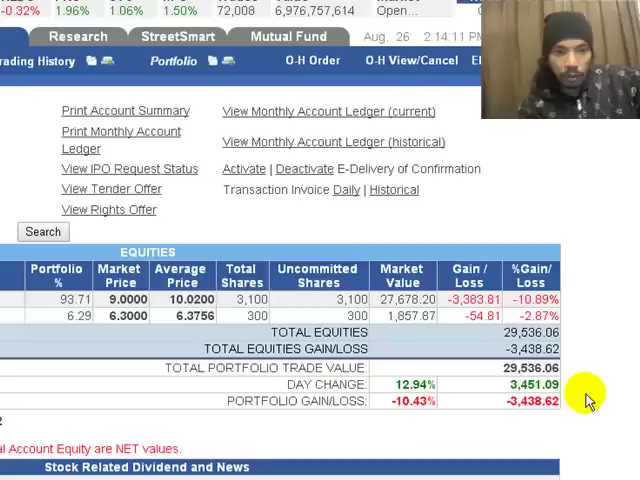 -0.32% 1.96% 1.06% 1.50% 72,008 6,976,757,614 Open...
Research StreetSmart Mutual Fund Aug. 26 2:14:11 PM
rading History Portfolio O-H Order O-H View/Cancel
Print Account Summary View Monthly Account Ledger (current)
Print Monthly Account
Ledger View Monthly Account Ledger (historical)
View IPO Request Status Activate | Deactivate E-Delivery of Confirmation
View Tender Offer Transaction Invoice Daily | Historical
View Rights Offer
Search
EQUITIES
Portfolio Market Average Total Uncommitted Market Gain / %Gain/
% Price Price Shares Shares Value Loss Loss
93.71 9.0000 10.0200 3,100 3,100 27,678.20 -3,383.81 -10.89%
6.29 6.3000 6.3756 300 300 1,857.87 -54.81 -2.87%
TOTAL EQUITIES 29,536.06
TOTAL EQUITIES GAIN/LOSS -3,438.62
TOTAL PORTFOLIO TRADE VALUE: 29,536.06
DAY CHANGE: 12.94% 3,451.09
PORTFOLIO GAIN/LOSS: -10.43% -3,438.62
al Account Equity are NET values.
Stock Related Dividend and News